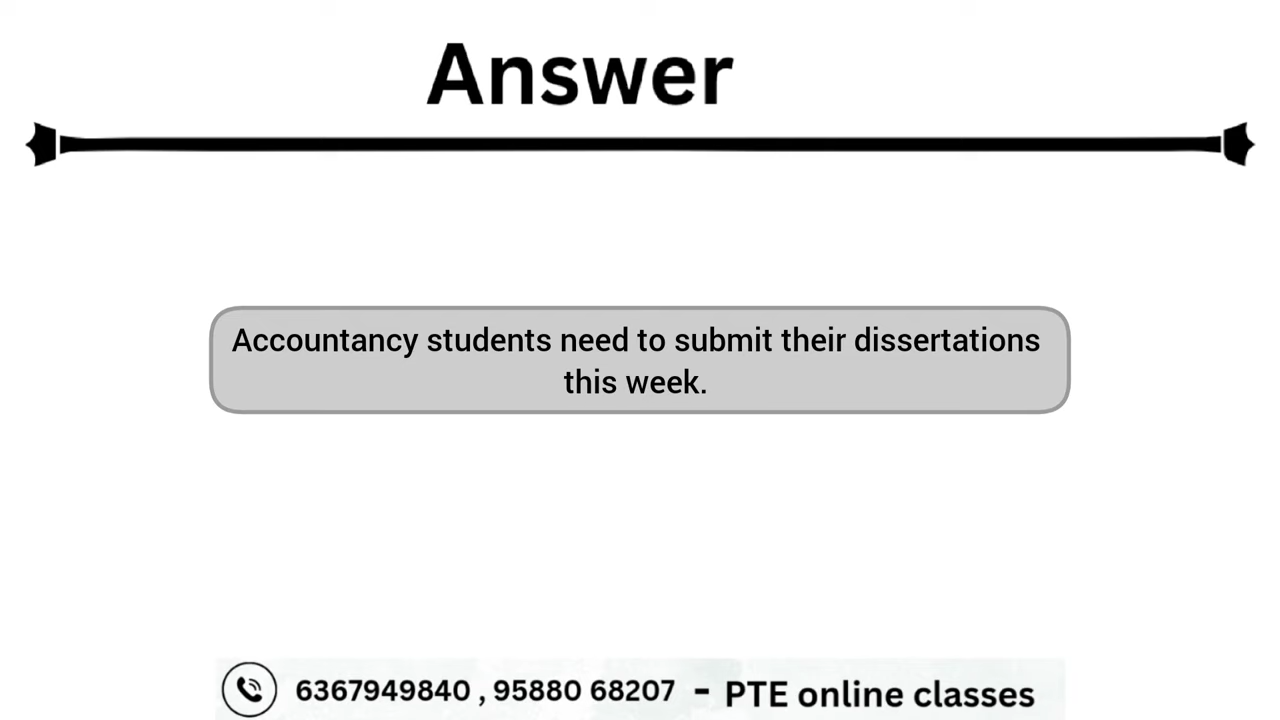 Answer
Accountancy students need to submit their dissertations
this week.
6367949840 , 95880 68207 - PTE online classes